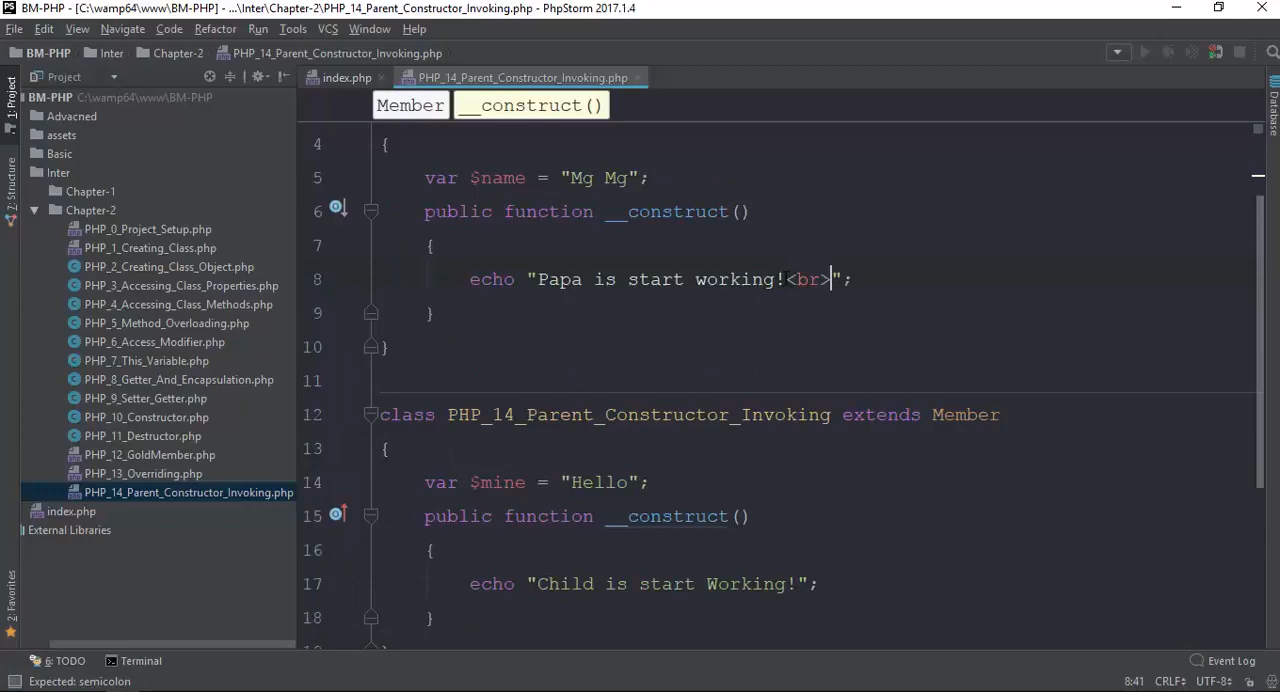 BM-PHP - [C:\wamp64\www\BM-PHP] - ...\Inter\Chapter-2\PHP_14_Parent_Constructor_Invoking.php - PhpStorm 2017.1.4
File Edit View Navigate Code Refactor Run Tools VCS Window Help
BM-PHP Inter Chapter-2 PHP_14_Parent_Constructor_Invoking.php
Project index.php PHP_14_Parent_Constructor_Invoking.php
1: Project
Z: Structure
2: Favorites
Database
BM-PHP C:\wamp64\www\BM-PHP
Advacned
assets
Basic
Inter
Chapter-1
Chapter-2
PHP_0_Project_Setup.php
PHP_1_Creating_Class.php
PHP_2_Creating_Class_Object.php
PHP_3_Accessing_Class_Properties.php
PHP_4_Accessing_Class_Methods.php
PHP_5_Method_Overloading.php
PHP_6_Access_Modifier.php
PHP_7_This_Variable.php
PHP_8_Getter_And_Encapsulation.php
PHP_9_Setter_Getter.php
PHP_10_Constructor.php
PHP_11_Destructor.php
PHP_12_GoldMember.php
PHP_13_Overriding.php
PHP_14_Parent_Constructor_Invoking.php
index.php
External Libraries
Member __construct()
4 {
5 var $name = "Mg Mg";
6 public function __construct()
7 {
8 echo "Papa is start working!<br>";
9 }
10 }
11
12 class PHP_14_Parent_Constructor_Invoking extends Member
13 {
14 var $mine = "Hello";
15 public function __construct()
16 {
17 echo "Child is start Working!";
18 }
6: TODO Terminal Event Log
Expected: semicolon 8:41 CRLF UTF-8